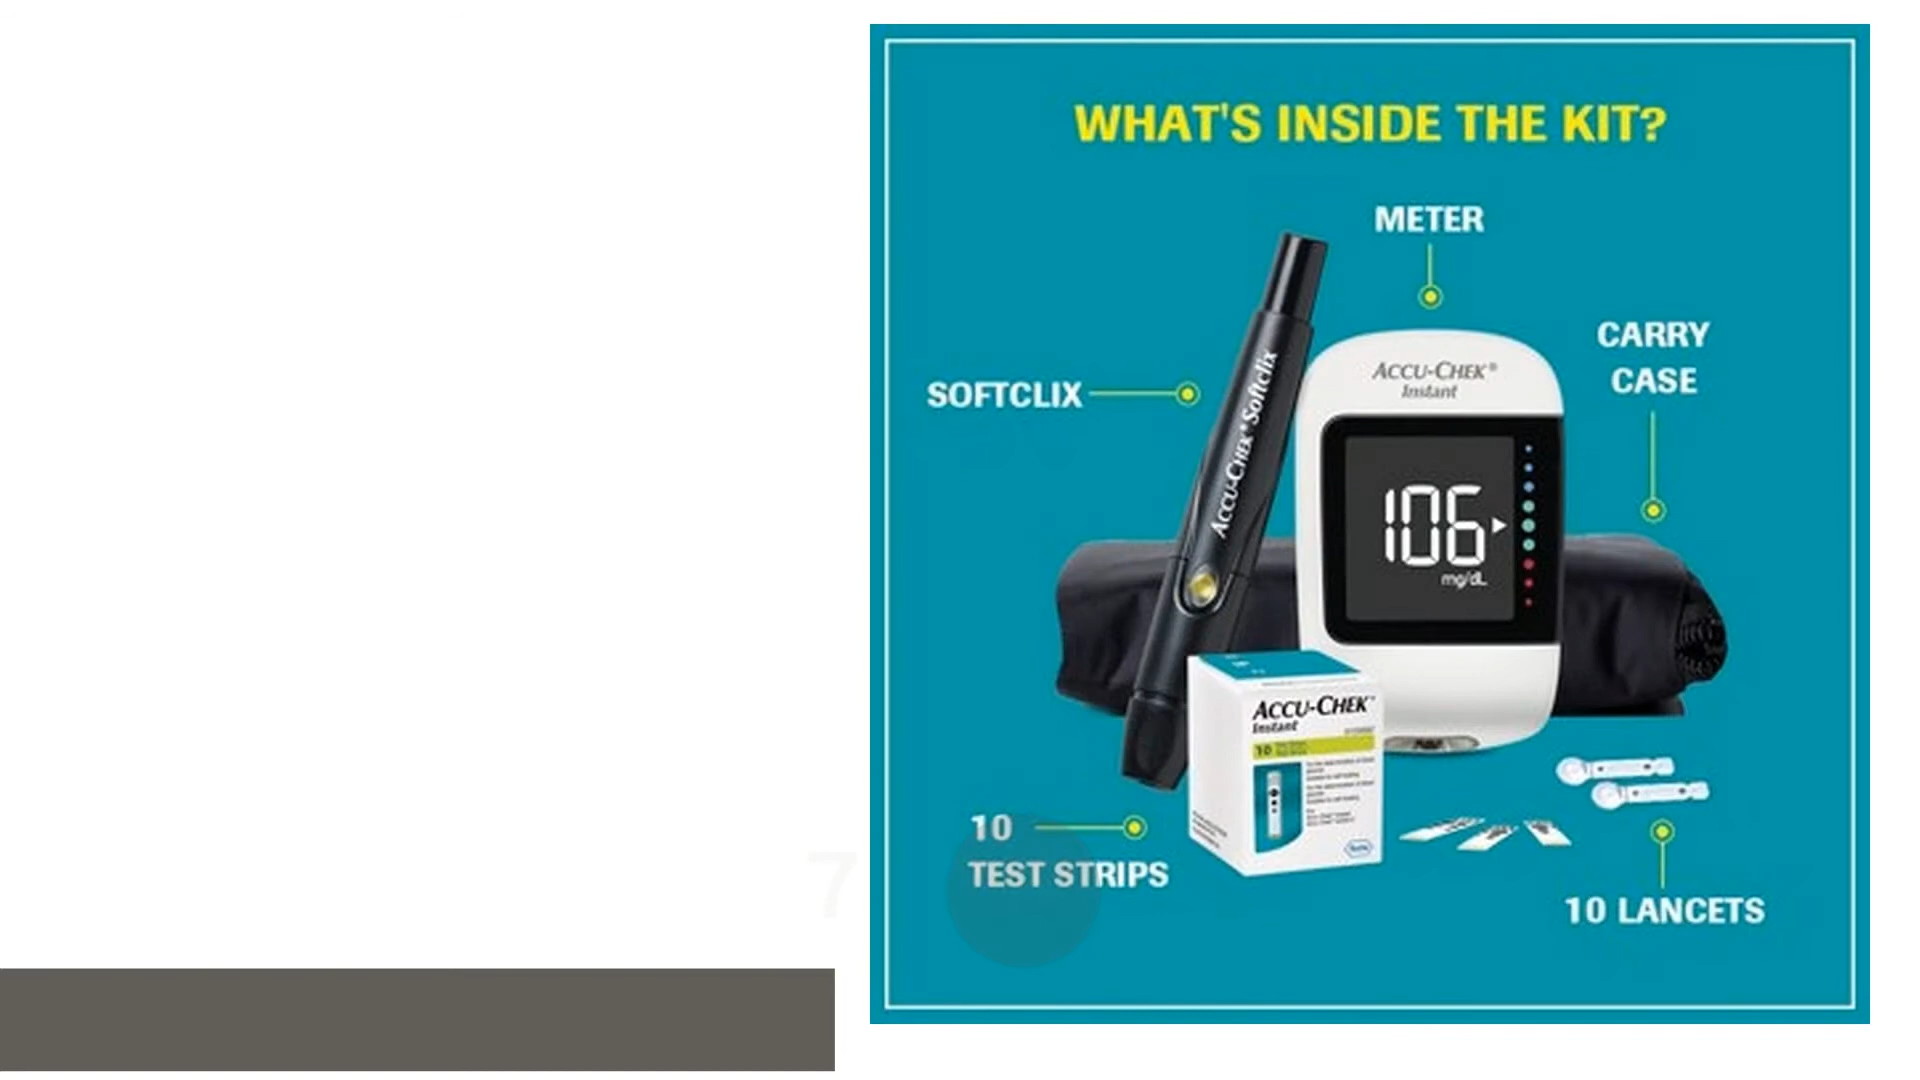 WHAT'S INSIDE THE KIT?
METER
CARRY
CASE
SOFTCLIX
ACCU-CHEK® Softclix
ACCU-CHEK®
Instant
106
mg/dL
ACCU-CHEK
Instant
10
10
TEST STRIPS
10 LANCETS
7